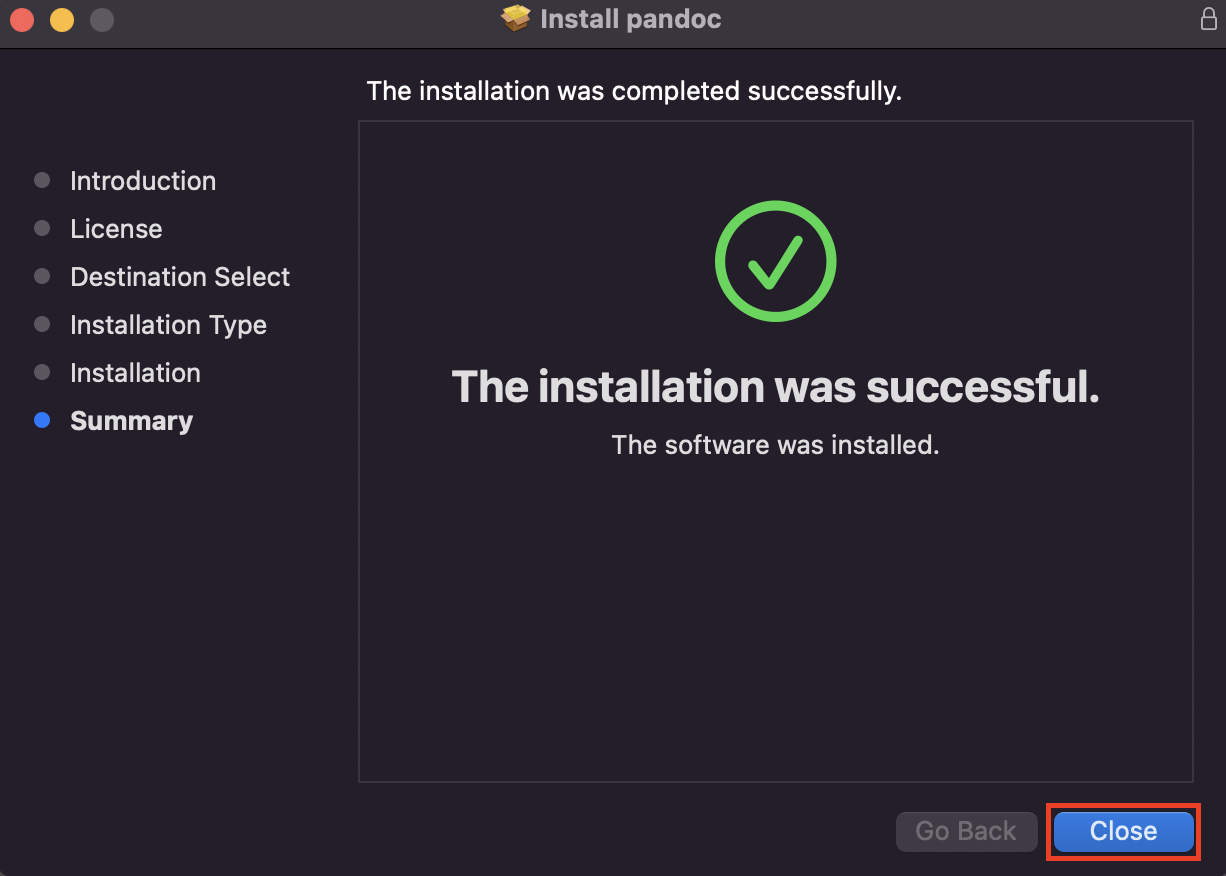 Install pandoc
The installation was completed successfully.
Introduction
License
Destination Select
Installation Type
Installation
Summary
The installation was successful.
The software was installed.
Go Back
Close